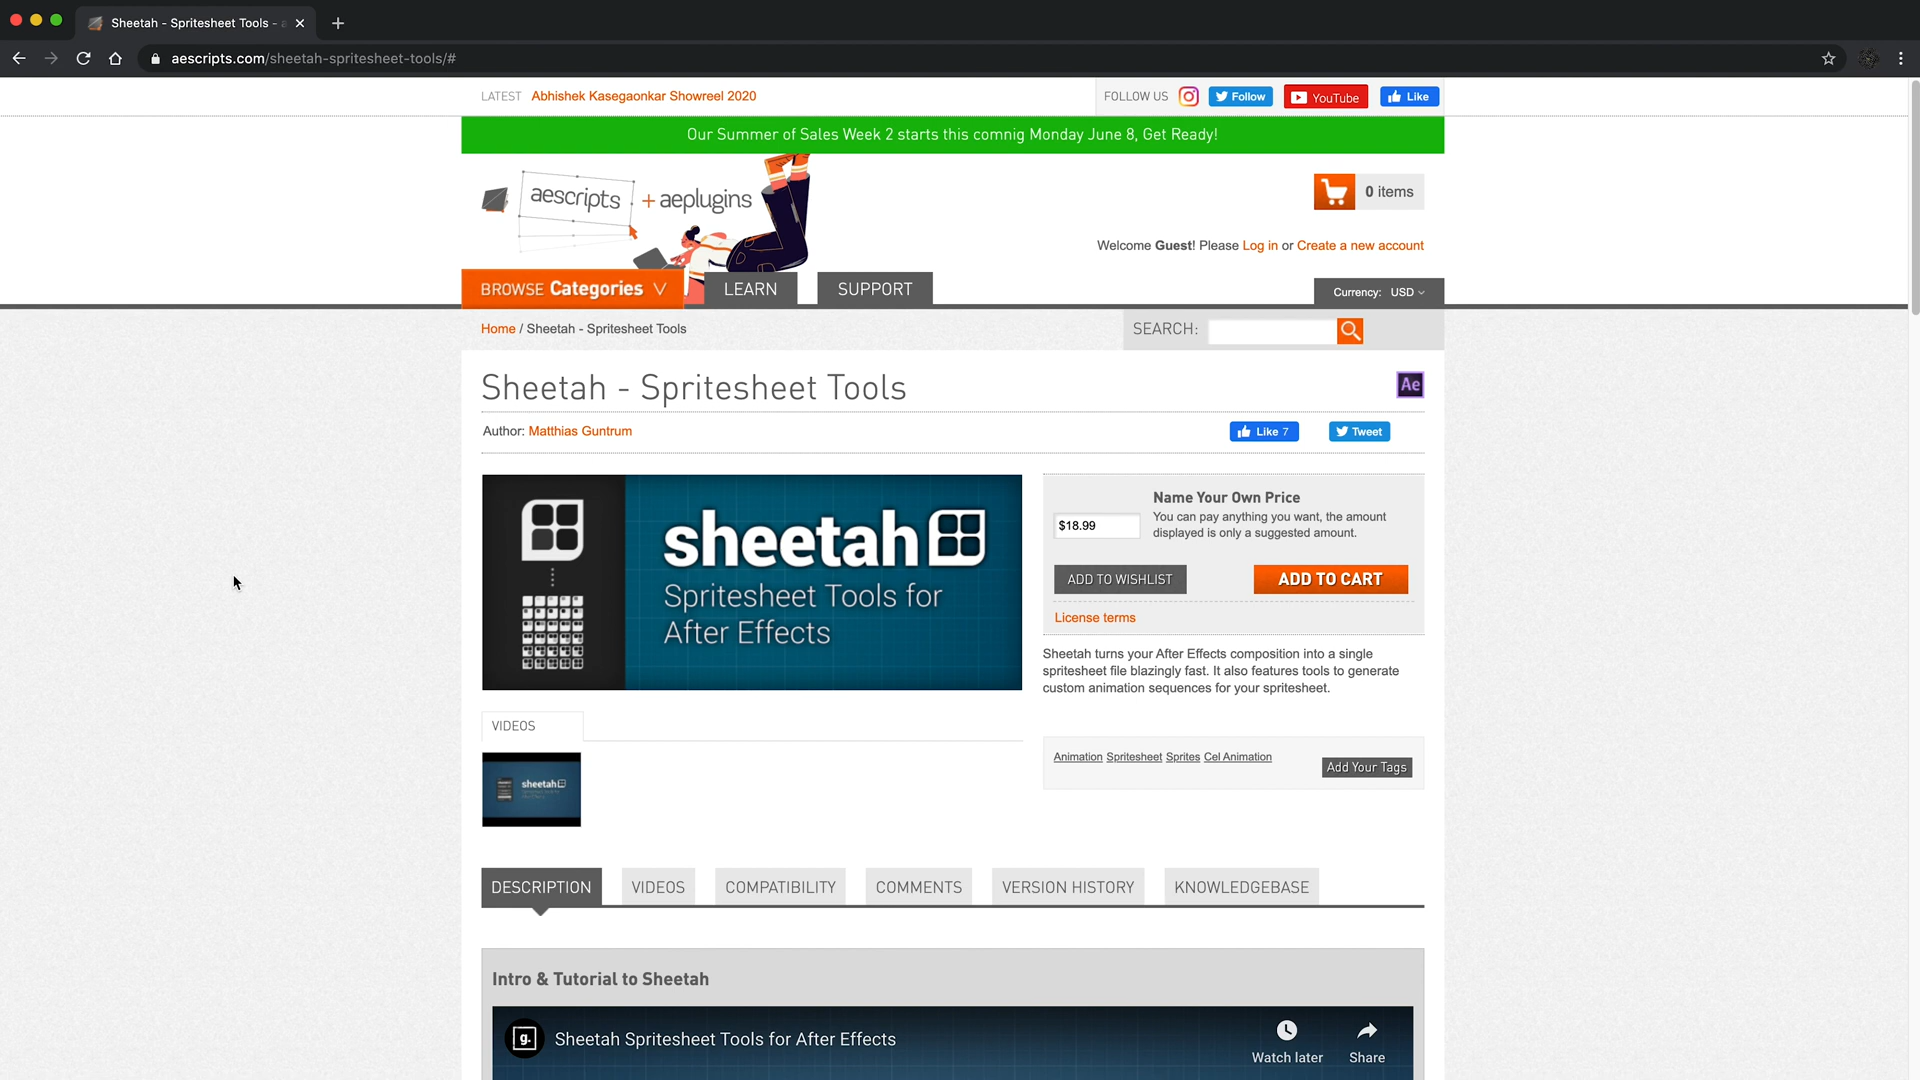 Sheetah - Spritesheet Tools -
aescripts.com/sheetah-spritesheet-tools/#
LATEST Abhishek Kasegaonkar Showreel 2020
FOLLOW US Follow YouTube Like
Our Summer of Sales Week 2 starts this comnig Monday June 8, Get Ready!
aescripts + aeplugins
0 items
Welcome Guest! Please Log in or Create a new account
BROWSE Categories LEARN SUPPORT
Currency: USD
Home / Sheetah - Spritesheet Tools
SEARCH:
Sheetah - Spritesheet Tools
Ae
Author: Matthias Guntrum
Like 7 Tweet
sheetah
Spritesheet Tools for
After Effects
Name Your Own Price
$18.99
You can pay anything you want, the amount
displayed is only a suggested amount.
ADD TO WISHLIST ADD TO CART
License terms
Sheetah turns your After Effects composition into a single
spritesheet file blazingly fast. It also features tools to generate
custom animation sequences for your spritesheet.
VIDEOS
sheetah
Animation Spritesheet Sprites Cel Animation
Add Your Tags
DESCRIPTION VIDEOS COMPATIBILITY COMMENTS VERSION HISTORY KNOWLEDGEBASE
Intro & Tutorial to Sheetah
g. Sheetah Spritesheet Tools for After Effects
Watch later Share